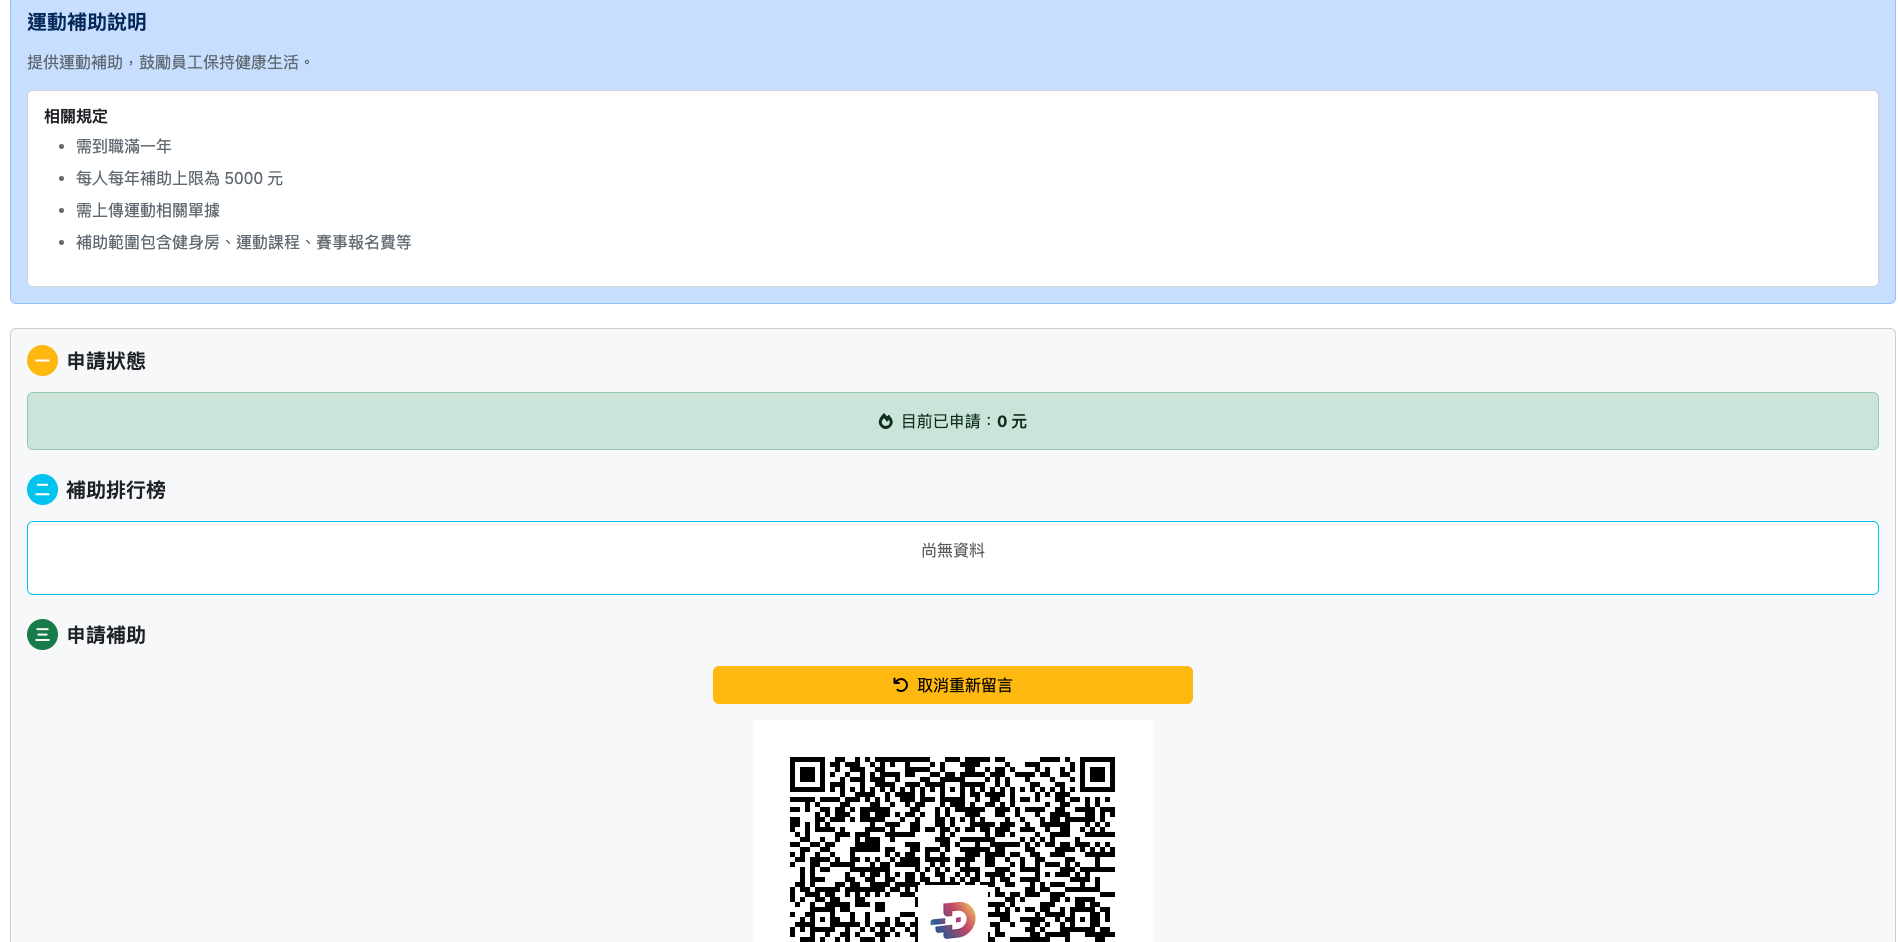 運動補助說明
提供運動補助，鼓勵員工保持健康生活。
相關規定
• 需到職滿一年
• 每人每年補助上限為 5000 元
• 需上傳運動相關單據
• 補助範圍包含健身房、運動課程、賽事報名費等
一 申請狀態
目前已申請：0 元
二 補助排行榜
尚無資料
三 申請補助
取消重新留言